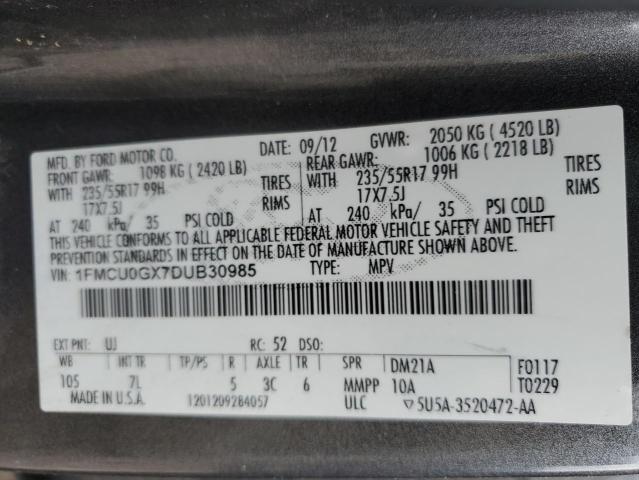 MFD. BY FORD MOTOR CO. DATE: 09/12 GVWR: 2050 KG ( 4520 LB)
FRONT GAWR: 1098 KG ( 2420 LB) REAR GAWR: 1006 KG ( 2218 LB)
WITH 235/55R17 99H TIRES WITH 235/55R17 99H TIRES
17X7.5J RIMS 17X7.5J RIMS
AT 240 kPa/ 35 PSI COLD AT 240 kPa/ 35 PSI COLD
THIS VEHICLE CONFORMS TO ALL APPLICABLE FEDERAL MOTOR VEHICLE SAFETY AND THEFT
PREVENTION STANDARDS IN EFFECT ON THE DATE OF MANUFACTURE SHOWN ABOVE.
VIN: 1FMCU0GX7DUB30985 TYPE: MPV
EXT PNT: UJ RC: 52 DSO:
WB INT TR TP/PS R AXLE TR SPR DM21A F0117
105 7L 5 3C 6 MMPP 10A T0229
MADE IN U.S.A. 1201209284057 ULC ▽5U5A-3520472-AA